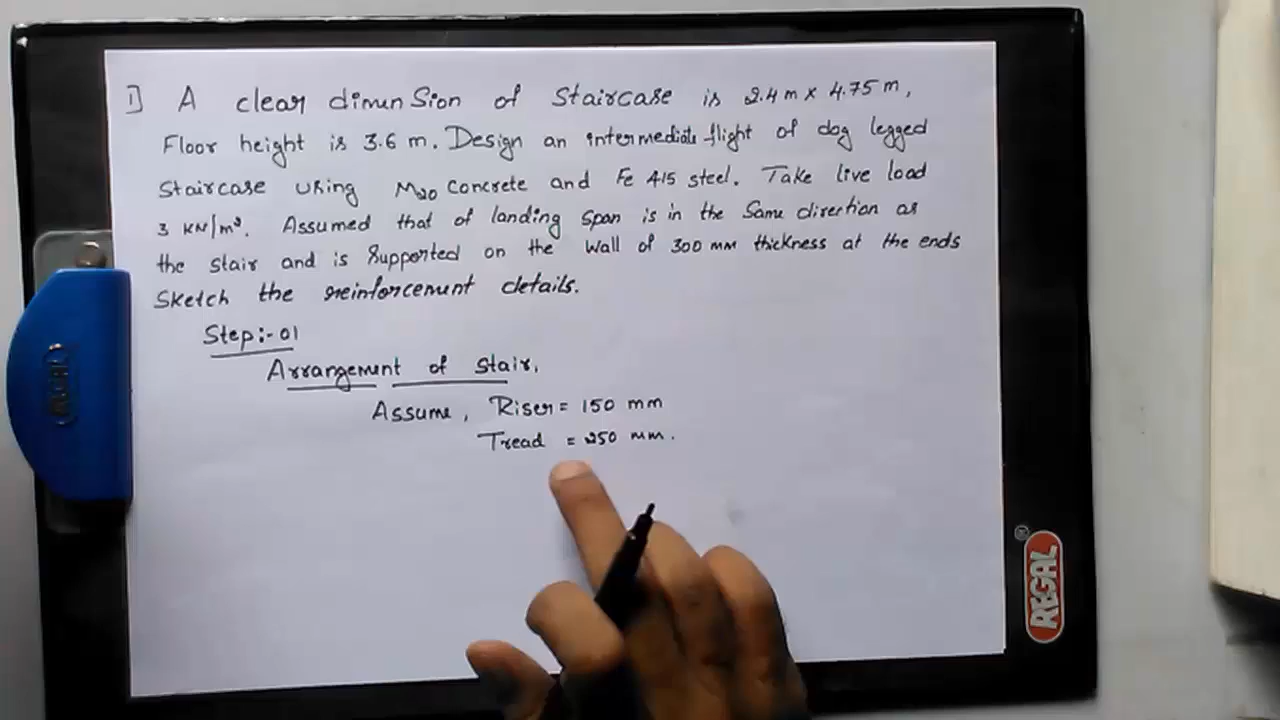 1) A clear dimension of Staircase is 2.4 m x 4.75 m,
Floor height is 3.6 m. Design an intermediate flight of dog legged
Staircase using M20 Concrete and Fe 415 steel. Take live load
3 KN/m². Assumed that of landing Span is in the Same direction as
the stair and is Supported on the wall of 300 mm thickness at the ends
Sketch the reinforcement details.
Step:-01
Arrangement of Stair.
Assume, Riser = 150 mm
Tread = 250 mm.
REGAL
REGAL®